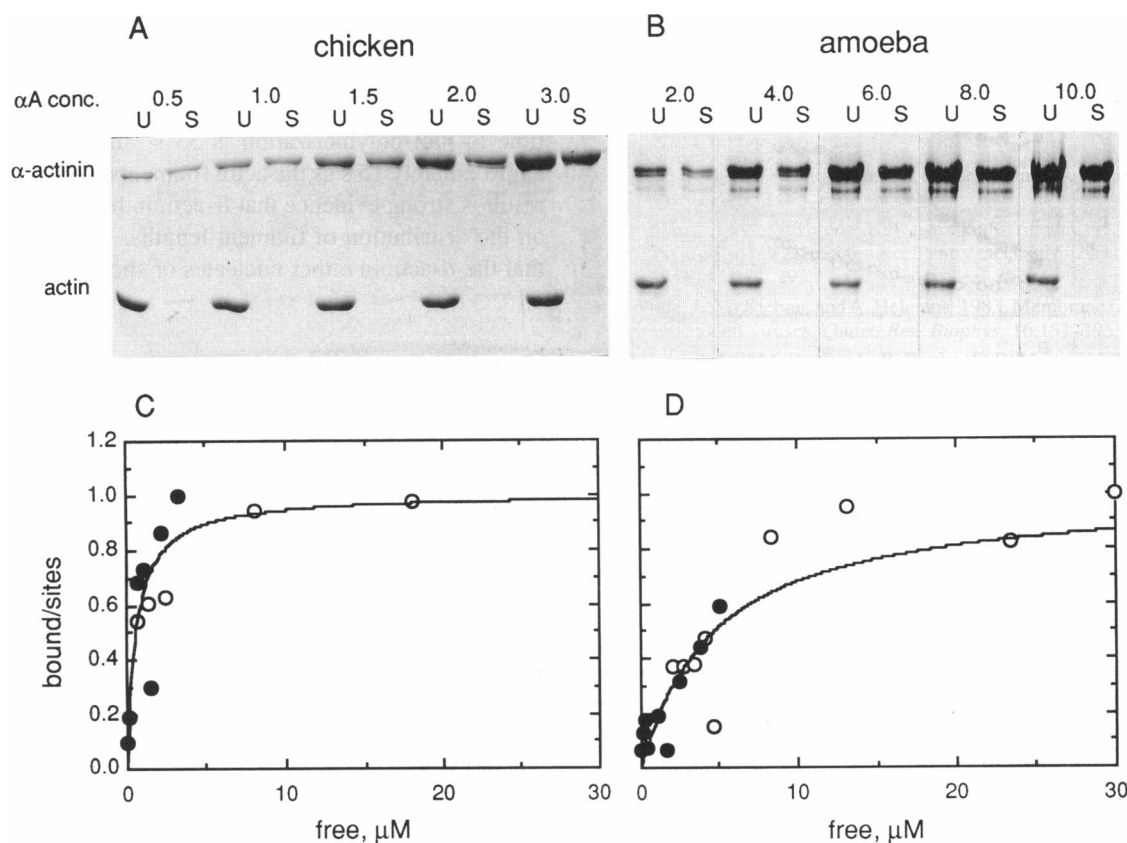 A
chicken
αA conc. 0.5 1.0 1.5 2.0 3.0
U S U S U S U S U S
α-actinin
actin
B
amoeba
2.0 4.0 6.0 8.0 10.0
U S U S U S U S U S
C
bound/sites
1.2
1.0
0.8
0.6
0.4
0.2
0.0
0 10 20 30
free, μM
D
0 10 20 30
free, μM